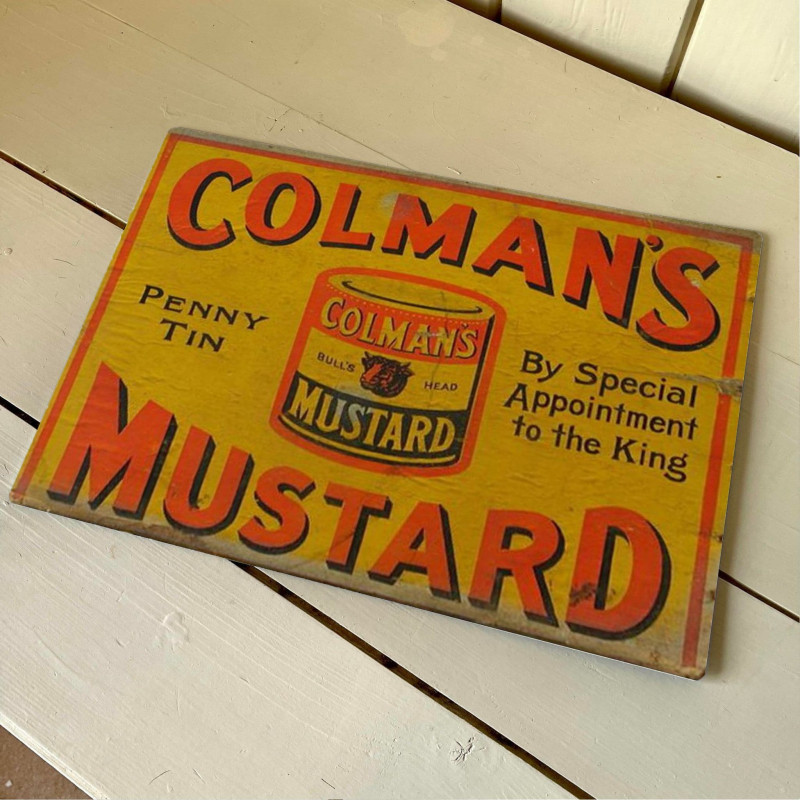 COLMAN'S
PENNY
TIN
COLMAN'S
BULL'S HEAD
MUSTARD
By Special
Appointment
to the King
MUSTARD